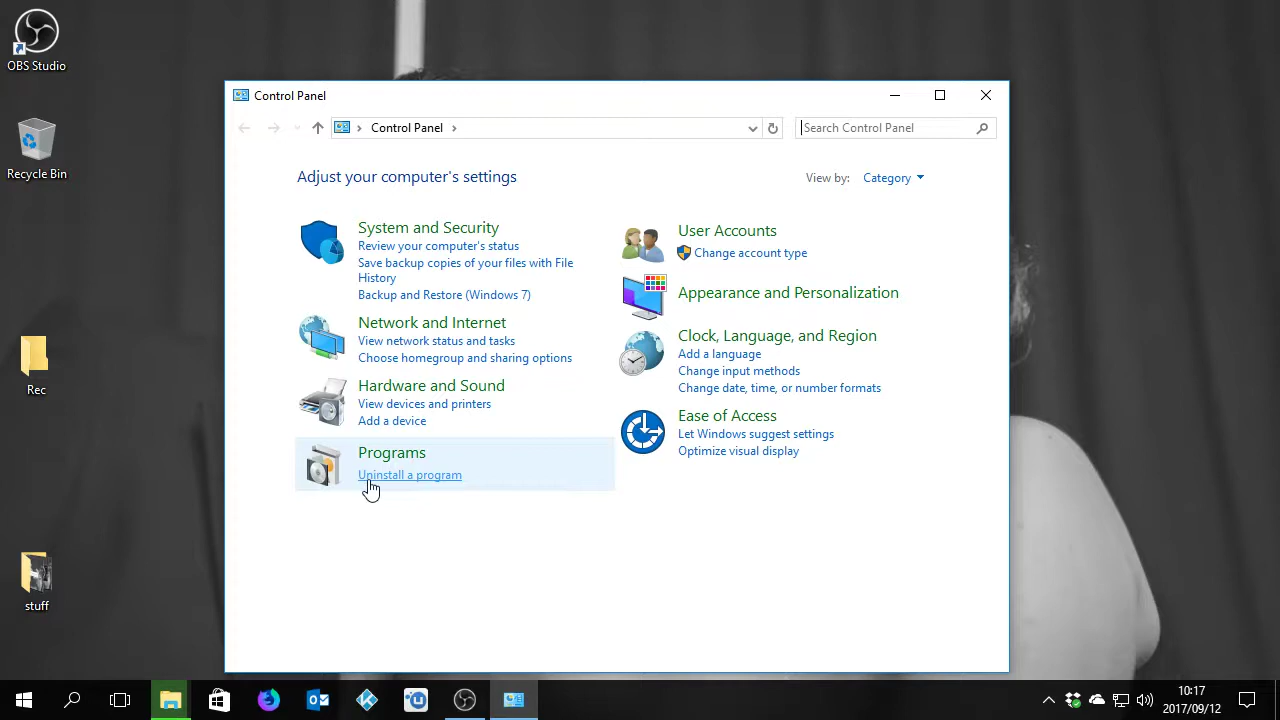 OBS Studio
Recycle Bin
Rec
stuff
Control Panel
Control Panel
Search Control Panel
Adjust your computer's settings
View by: Category
System and Security
Review your computer's status
Save backup copies of your files with File
History
Backup and Restore (Windows 7)
Network and Internet
View network status and tasks
Choose homegroup and sharing options
Hardware and Sound
View devices and printers
Add a device
Programs
Uninstall a program
User Accounts
Change account type
Appearance and Personalization
Clock, Language, and Region
Add a language
Change input methods
Change date, time, or number formats
Ease of Access
Let Windows suggest settings
Optimize visual display
10:17
2017/09/12